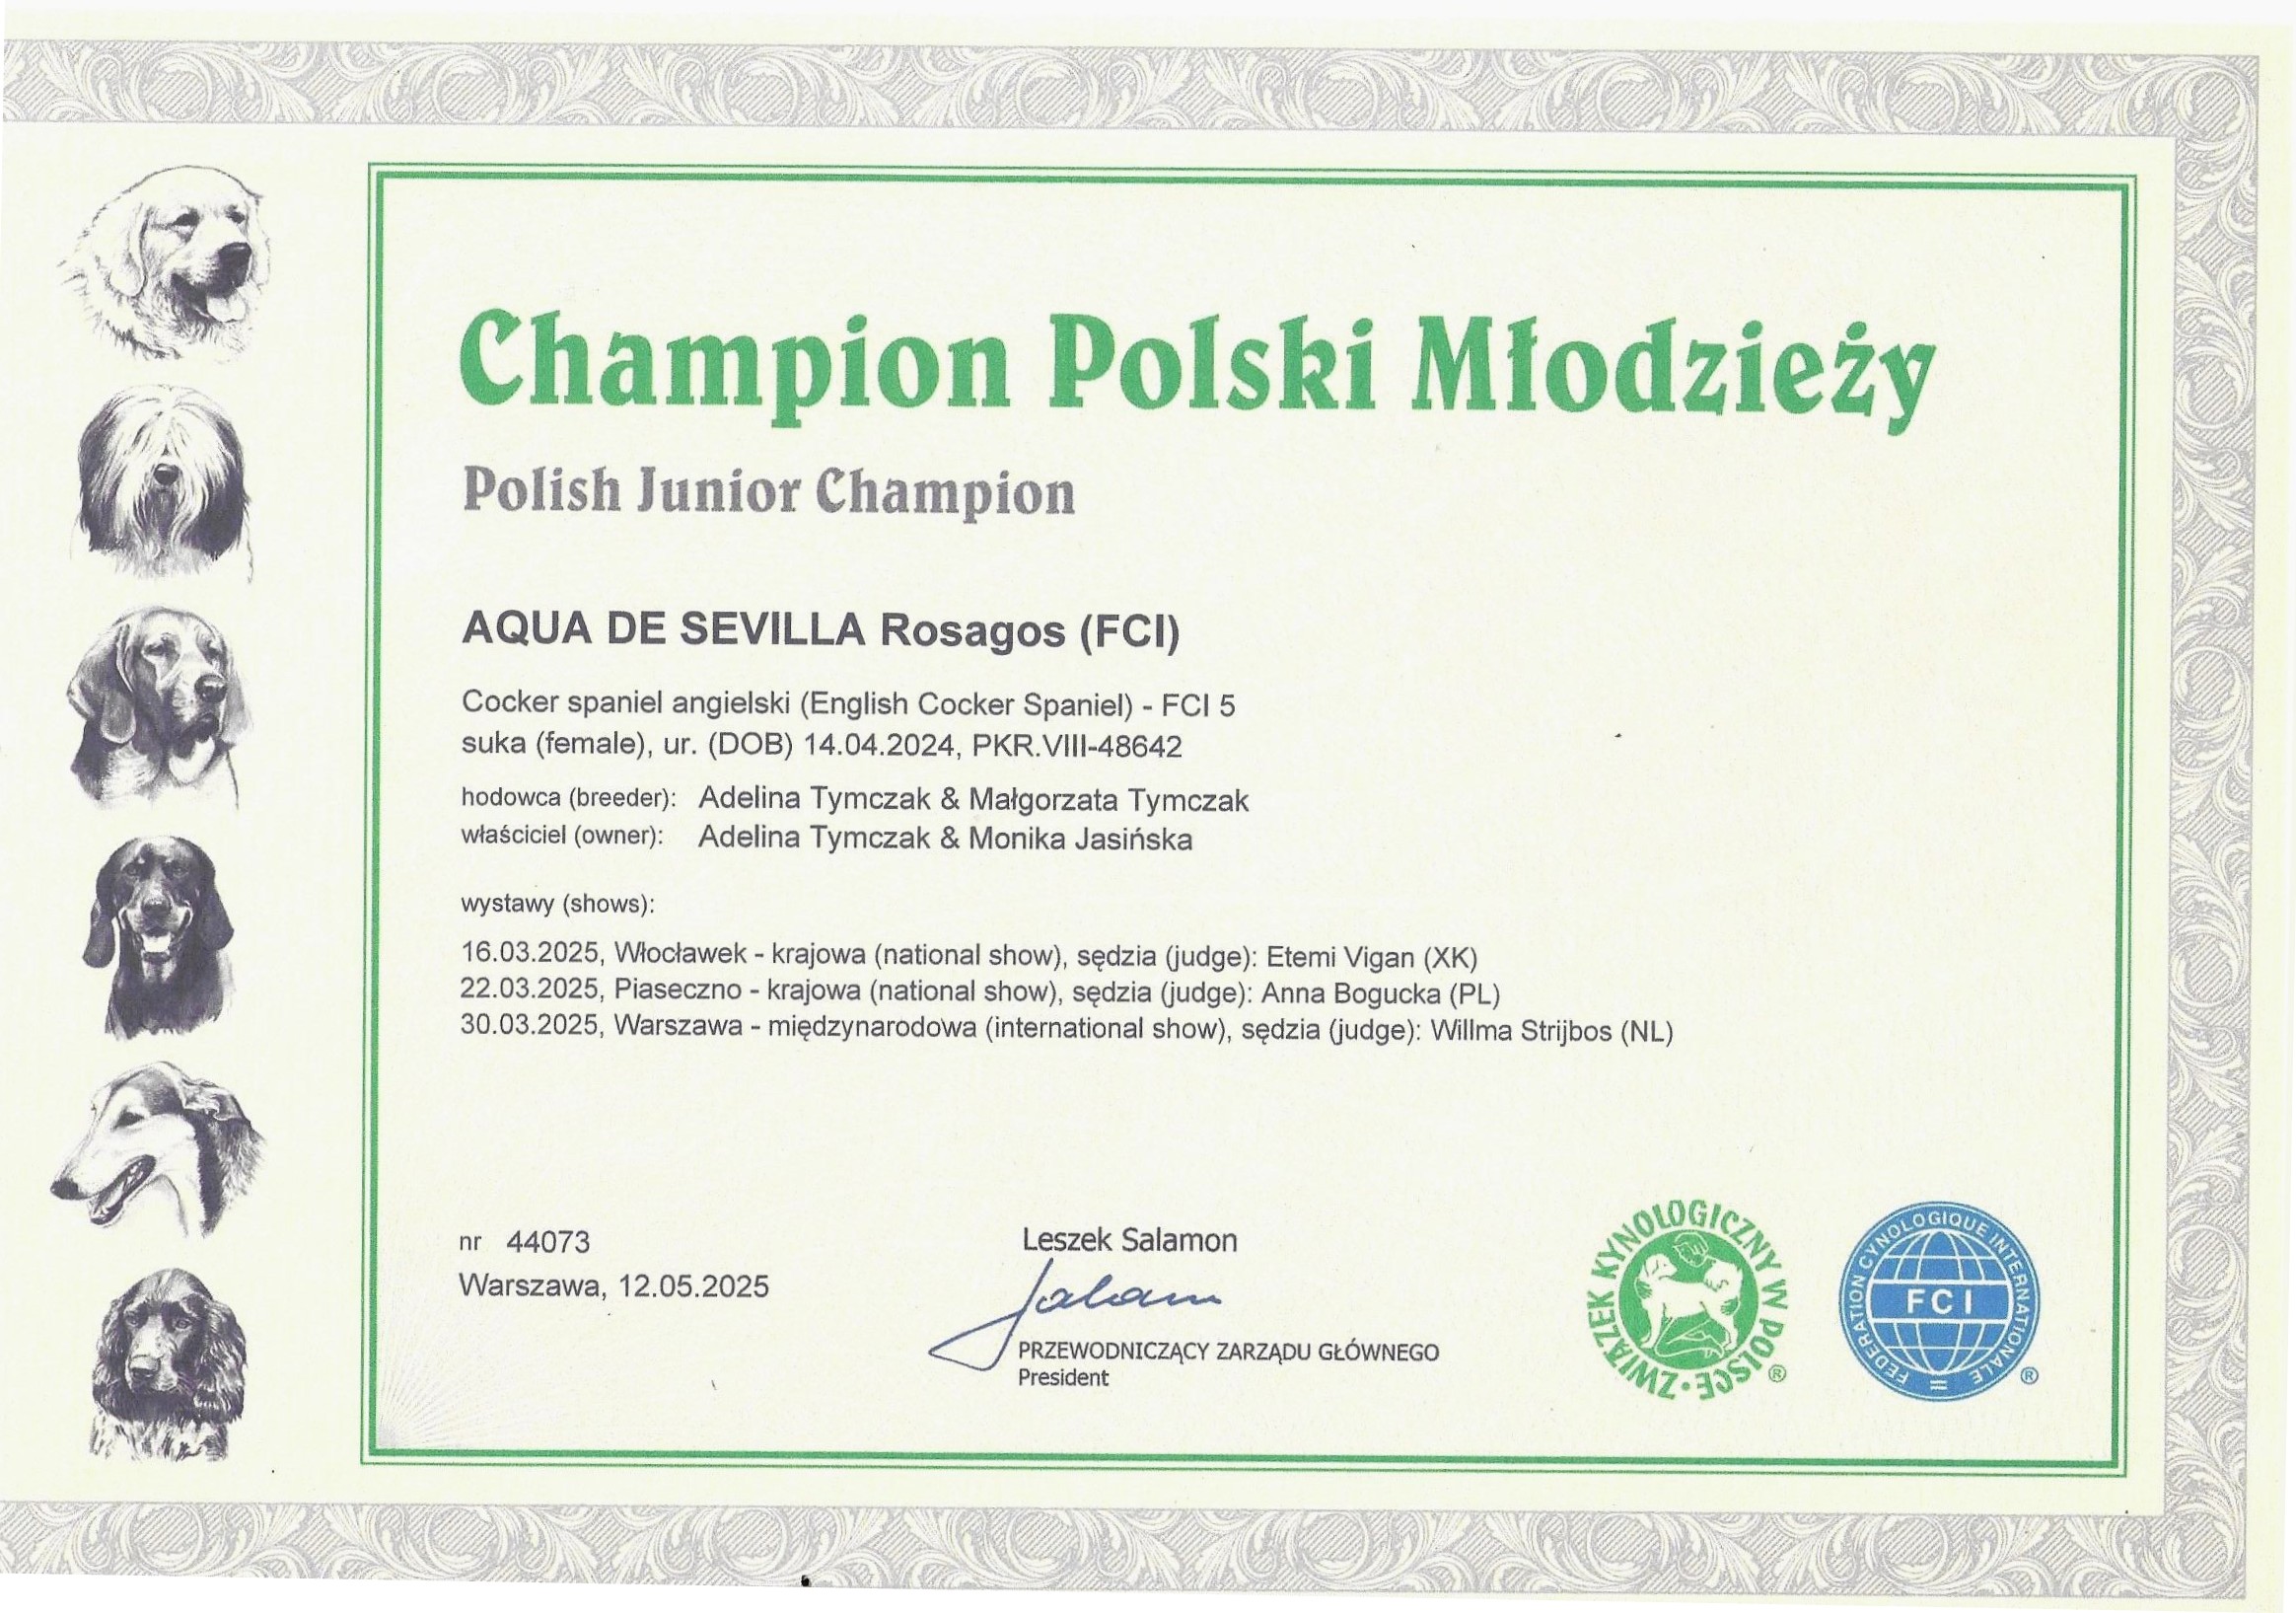 Champion Polski Młodzieży
Polish Junior Champion
AQUA DE SEVILLA Rosagos (FCI)
Cocker spaniel angielski (English Cocker Spaniel) - FCI 5
suka (female), ur. (DOB) 14.04.2024, PKR.VIII-48642
hodowca (breeder): Adelina Tymczak & Małgorzata Tymczak
właściciel (owner): Adelina Tymczak & Monika Jasińska
wystawy (shows):
16.03.2025, Włocławek - krajowa (national show), sędzia (judge): Etemi Vigan (XK)
22.03.2025, Piaseczno - krajowa (national show), sędzia (judge): Anna Bogucka (PL)
30.03.2025, Warszawa - międzynarodowa (international show), sędzia (judge): Willma Strijbos (NL)
nr 44073
Warszawa, 12.05.2025
Leszek Salamon
Salamon
PRZEWODNICZĄCY ZARZĄDU GŁÓWNEGO
President
ZWIĄZEK KYNOLOGICZNY W POLSCE ®
FEDERATION CYNOLOGIQUE INTERNATIONALE
FCI
®